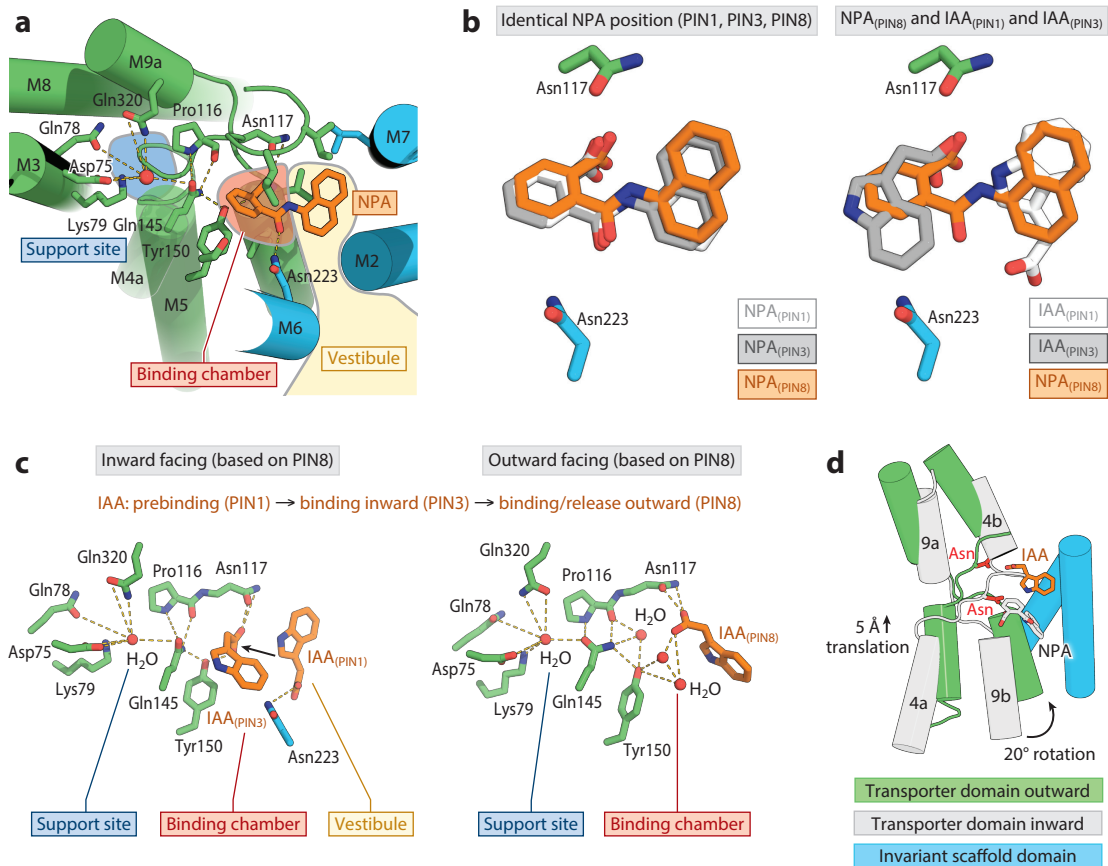 a
M9a
M8
Gln320
Pro116
Asn117
Gln78
M7
M3
Asp75
NPA
Lys79
Gln145
Support site
Tyr150
Asn223
M2
M4a
M5
M6
Vestibule
Binding chamber
b
Identical NPA position (PIN1, PIN3, PIN8)
Asn117
Asn223
NPA(PIN1)
NPA(PIN3)
NPA(PIN8)
NPA(PIN8) and IAA(PIN1) and IAA(PIN3)
Asn117
Asn223
IAA(PIN1)
IAA(PIN3)
NPA(PIN8)
c
Inward facing (based on PIN8)
Outward facing (based on PIN8)
IAA: prebinding (PIN1) → binding inward (PIN3) → binding/release outward (PIN8)
Gln320
Pro116
Asn117
Gln78
Asp75
H2O
IAA(PIN1)
Lys79
Gln145
IAA(PIN3)
Tyr150
Asn223
Support site
Binding chamber
Vestibule
Gln320
Pro116
Asn117
Gln78
H2O
IAA(PIN8)
Asp75
H2O
H2O
Lys79
Gln145
Tyr150
Support site
Binding chamber
d
4b
9a
Asn
IAA
Asn
5 Å
translation
NPA
4a
9b
20° rotation
Transporter domain outward
Transporter domain inward
Invariant scaffold domain